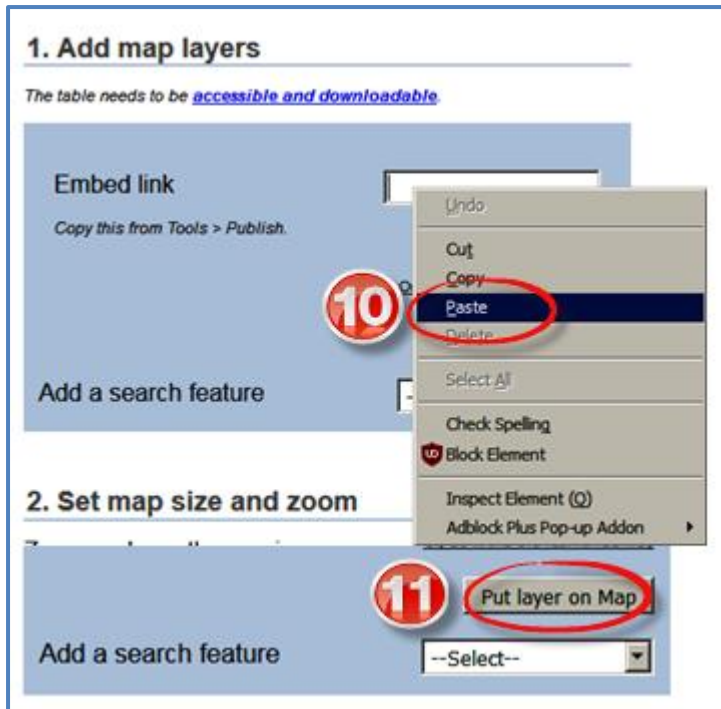 1. Add map layers
The table needs to be accessible and downloadable.
Embed link
Copy this from Tools > Publish.
Undo
Cut
Copy
10
Paste
Delete
Select All
Add a search feature
Check Spelling
Block Element
2. Set map size and zoom
Inspect Element (Q)
Adblock Plus Pop-up Addon
11
Put layer on Map
Add a search feature
--Select--